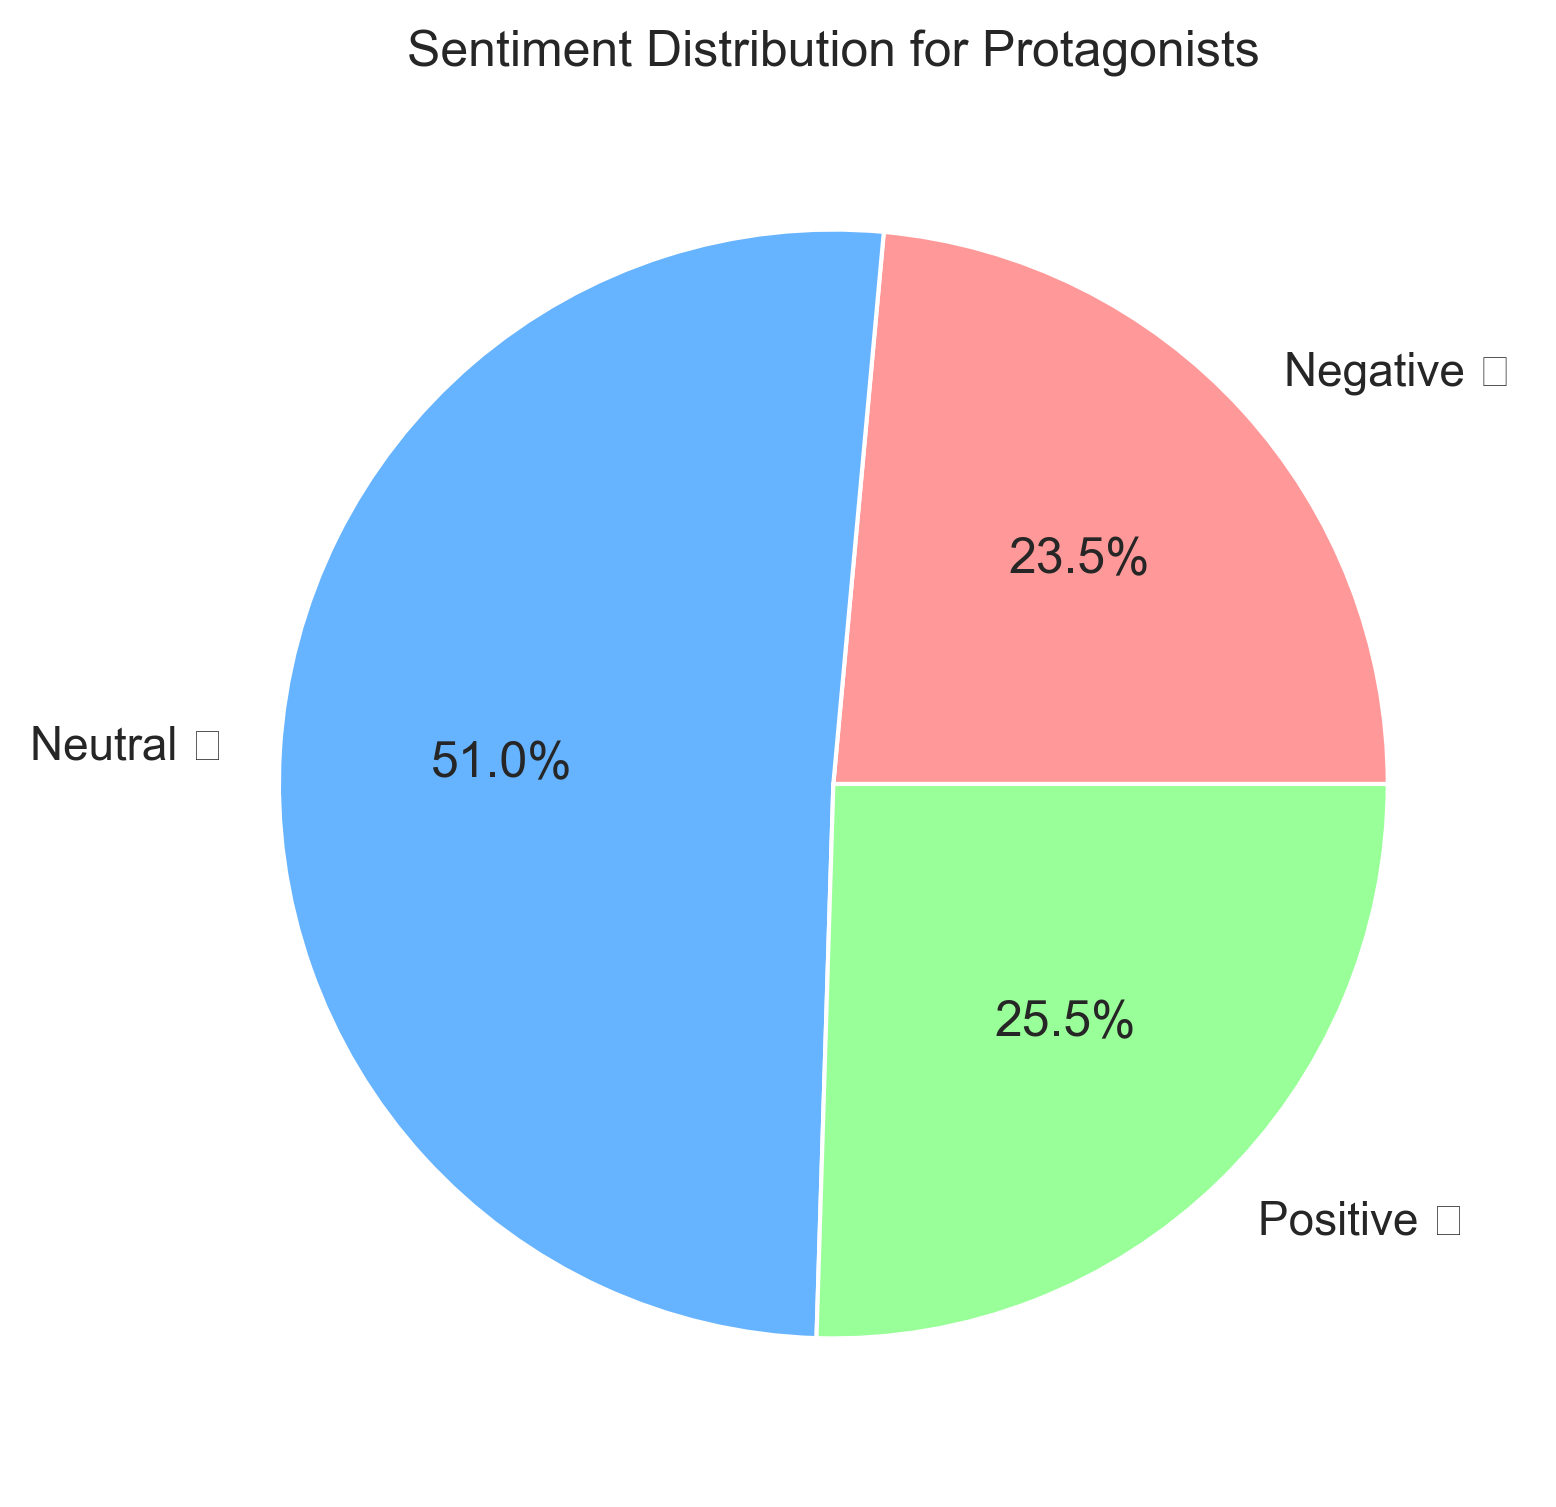 Sentiment Distribution for Protagonists
Negative □
23.5%
Neutral □
51.0%
25.5%
Positive □